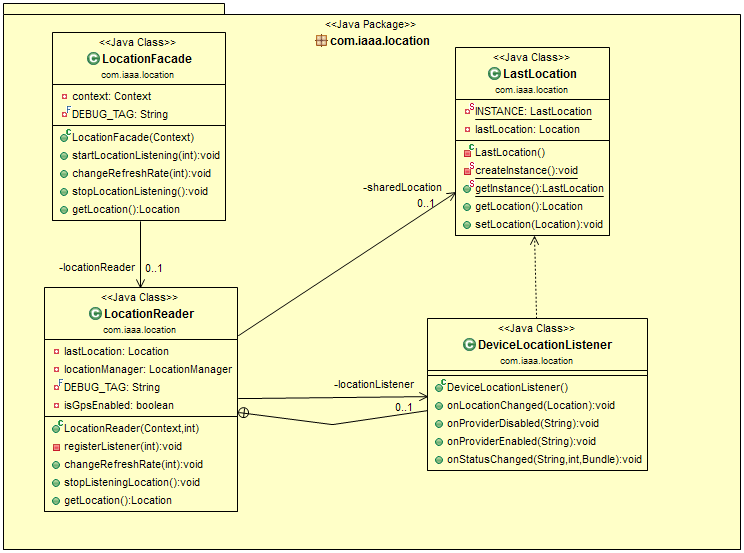 <<Java Package>>
com.iaaa.location
<<Java Class>>
LocationFacade
com.iaaa.location
context: Context
DEBUG_TAG: String
LocationFacade(Context)
startLocationListening(int):void
changeRefreshRate(int):void
stopLocationListening():void
getLocation():Location
<<Java Class>>
LastLocation
com.iaaa.location
INSTANCE: LastLocation
lastLocation: Location
LastLocation()
createInstance():void
getInstance():LastLocation
getLocation():Location
setLocation(Location):void
-sharedLocation
0..1
-locationReader
0..1
<<Java Class>>
LocationReader
com.iaaa.location
lastLocation: Location
locationManager: LocationManager
DEBUG_TAG: String
isGpsEnabled: boolean
LocationReader(Context,int)
registerListener(int):void
changeRefreshRate(int):void
stopListeningLocation():void
getLocation():Location
-locationListener
0..1
<<Java Class>>
DeviceLocationListener
com.iaaa.location
DeviceLocationListener()
onLocationChanged(Location):void
onProviderDisabled(String):void
onProviderEnabled(String):void
onStatusChanged(String,int,Bundle):void